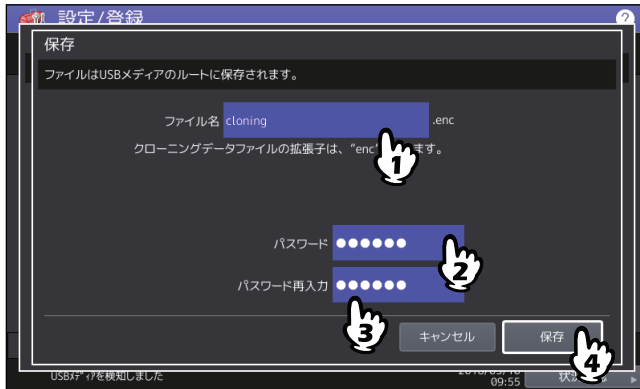 設定/登録
?
保存
ファイルはUSBメディアのルートに保存されます。
ファイル名 cloning .enc
クローニングデータファイルの拡張子は、"enc" ます。
1
パスワード ●●●●●●
2
パスワード再入力 ●●●●●●
3
キャンセル 保存
4
USBﾒﾃﾞｨｱを検知しました
09:55